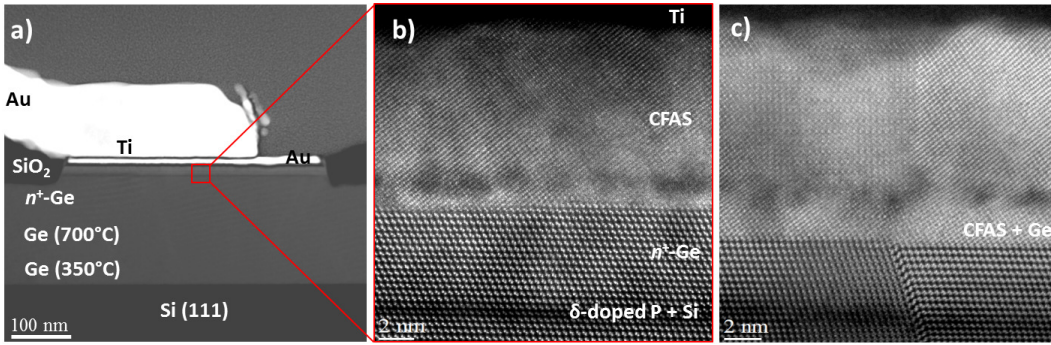 a)
Au
Ti
Au
SiO₂
n⁺-Ge
Ge (700°C)
Ge (350°C)
Si (111)
100 nm
b)
Ti
CFAS
n⁺-Ge
δ-doped P + Si
2 nm
c)
CFAS + Ge
2 nm